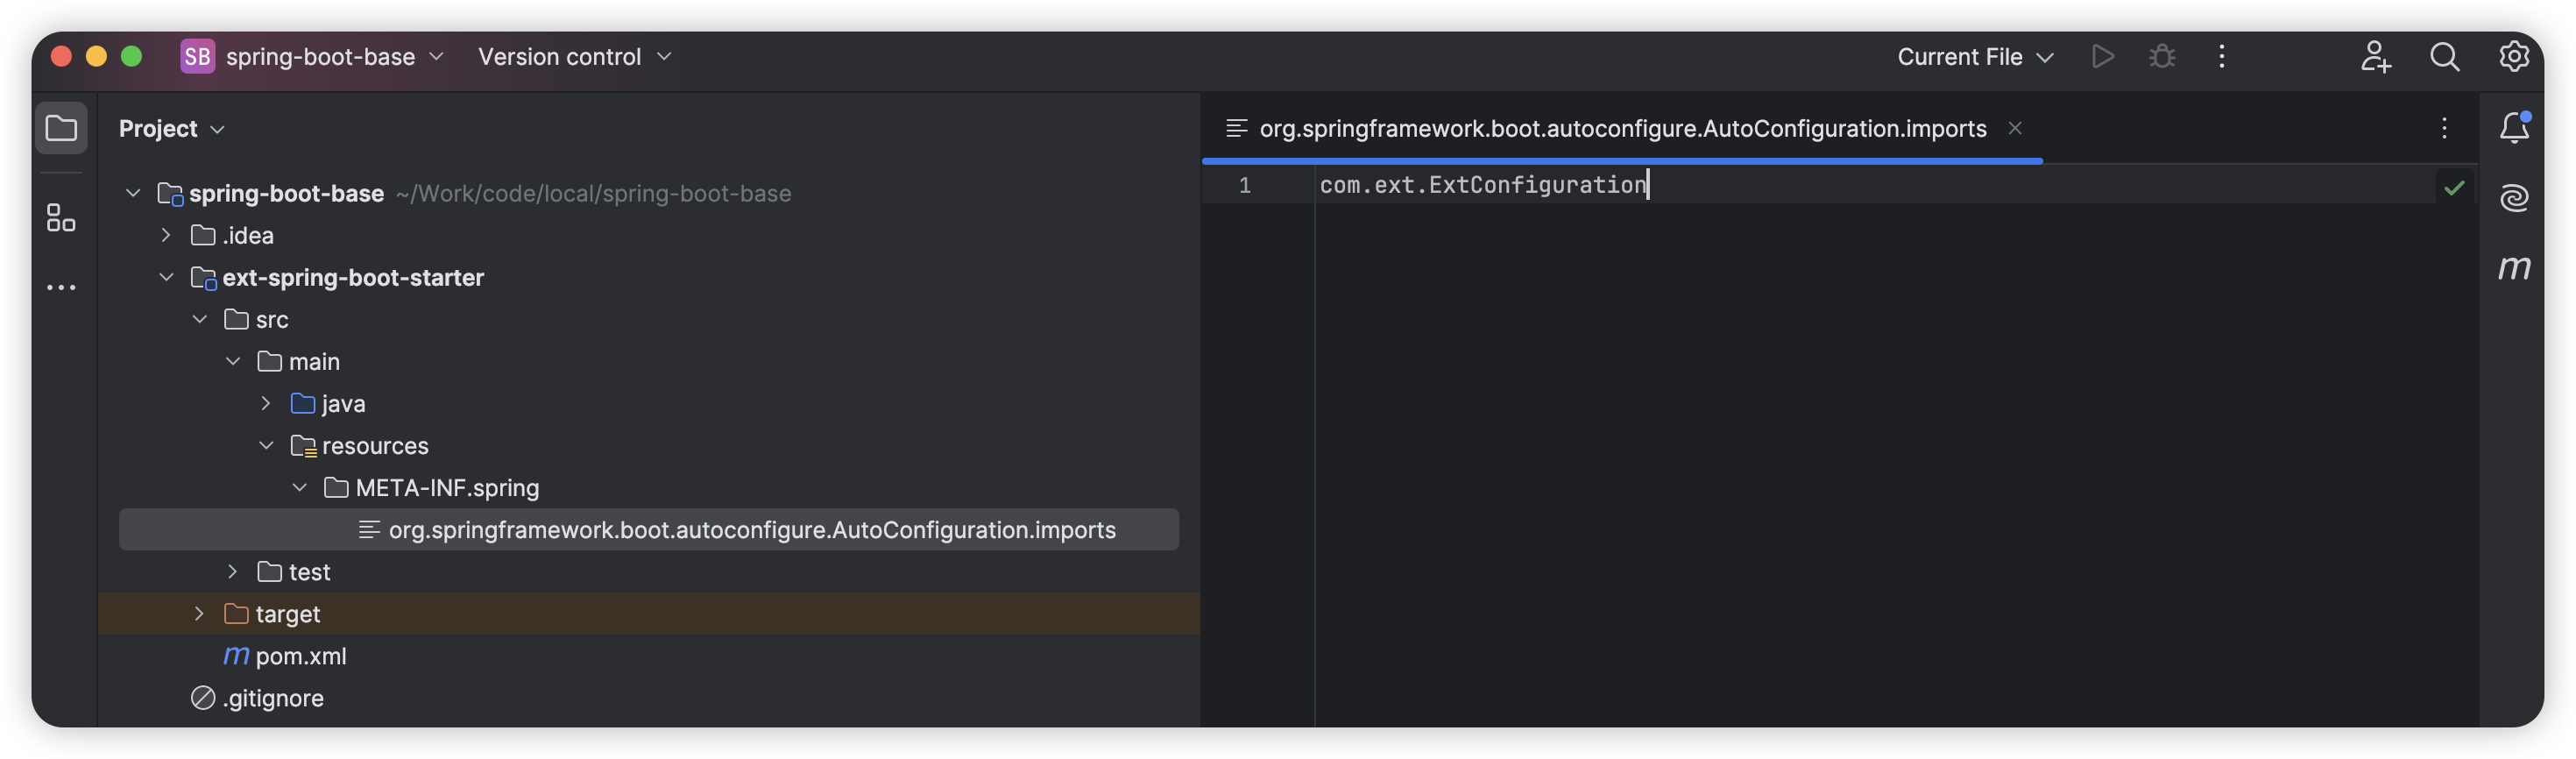 SB spring-boot-base Version control Current File
Project
spring-boot-base ~/Work/code/local/spring-boot-base
.idea
ext-spring-boot-starter
src
main
java
resources
META-INF.spring
org.springframework.boot.autoconfigure.AutoConfiguration.imports
test
target
m pom.xml
.gitignore
org.springframework.boot.autoconfigure.AutoConfiguration.imports
1 com.ext.ExtConfiguration
m